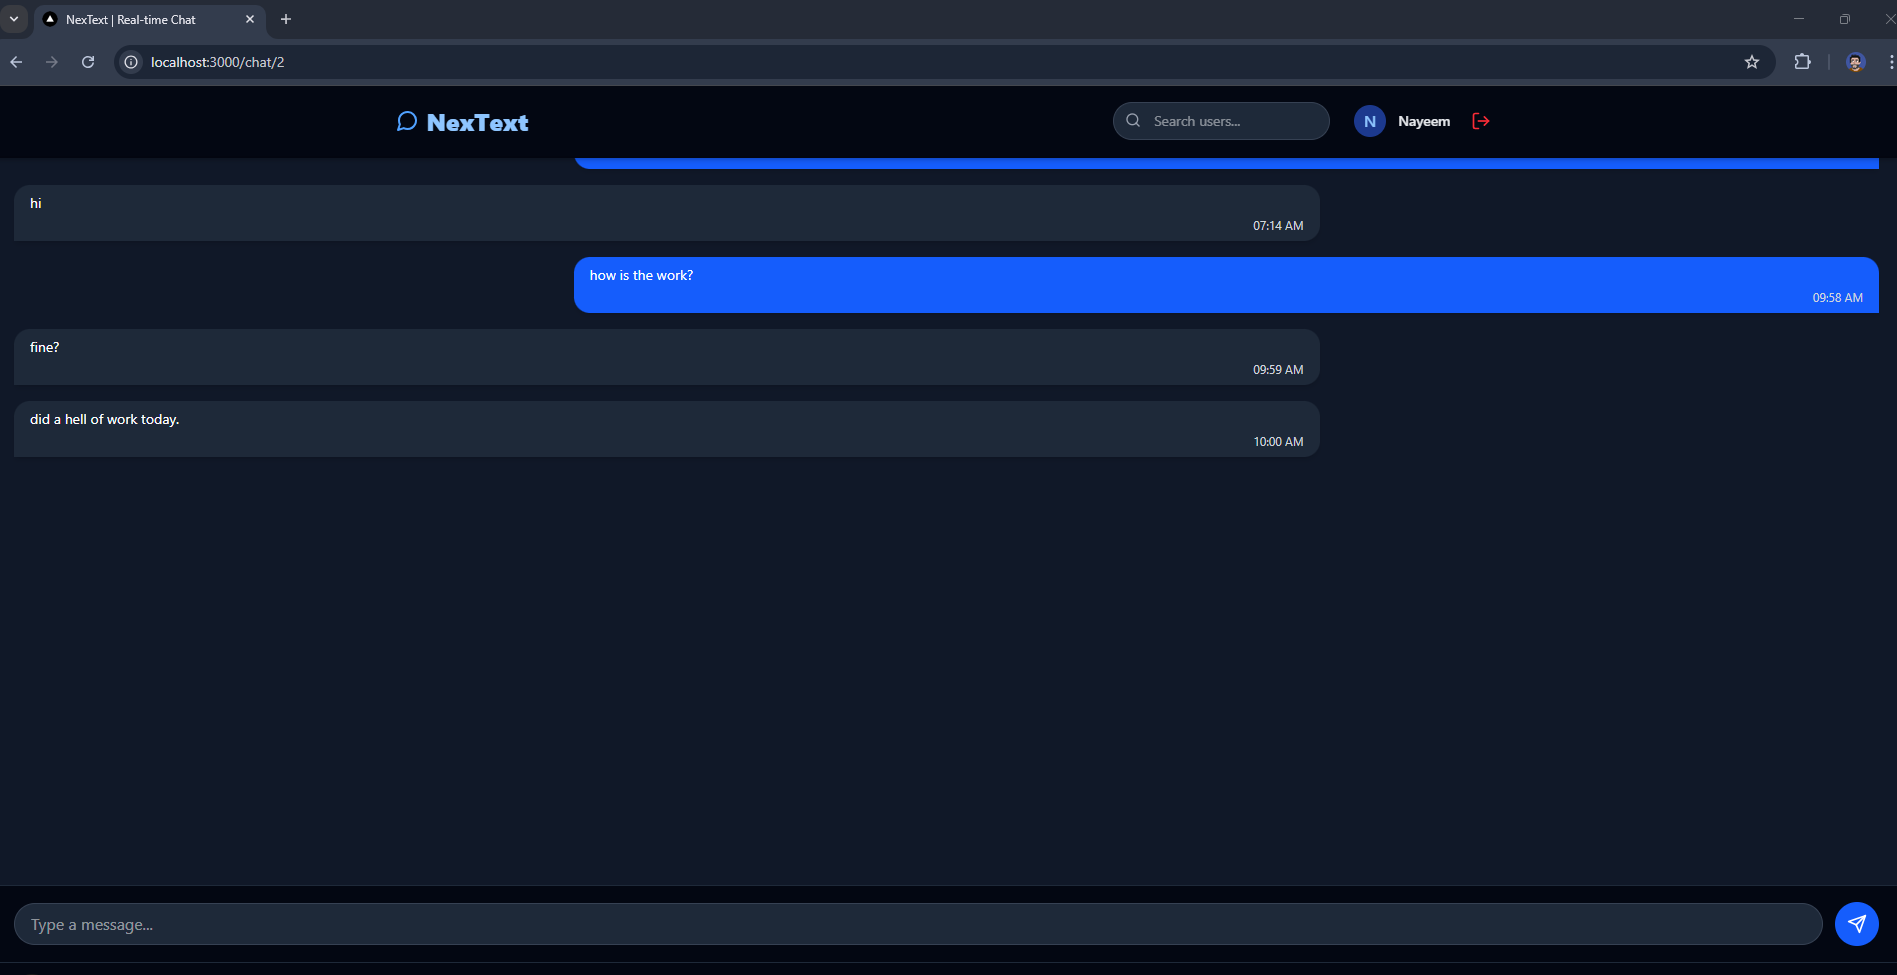 NexText | Real-time Chat
localhost:3000/chat/2
NexText
Search users...
N
Nayeem
hi
07:14 AM
how is the work?
09:58 AM
fine?
09:59 AM
did a hell of work today.
10:00 AM
Type a message...